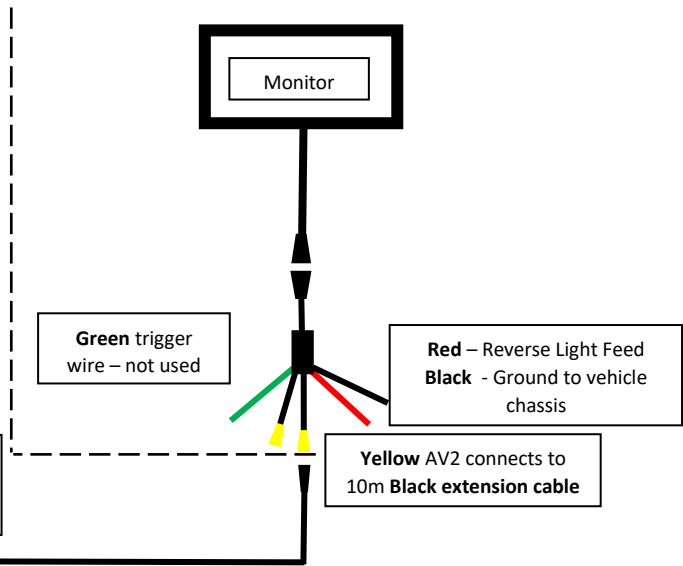 Monitor
Green trigger
wire – not used
Red – Reverse Light Feed
Black - Ground to vehicle
chassis
Yellow AV2 connects to
10m Black extension cable